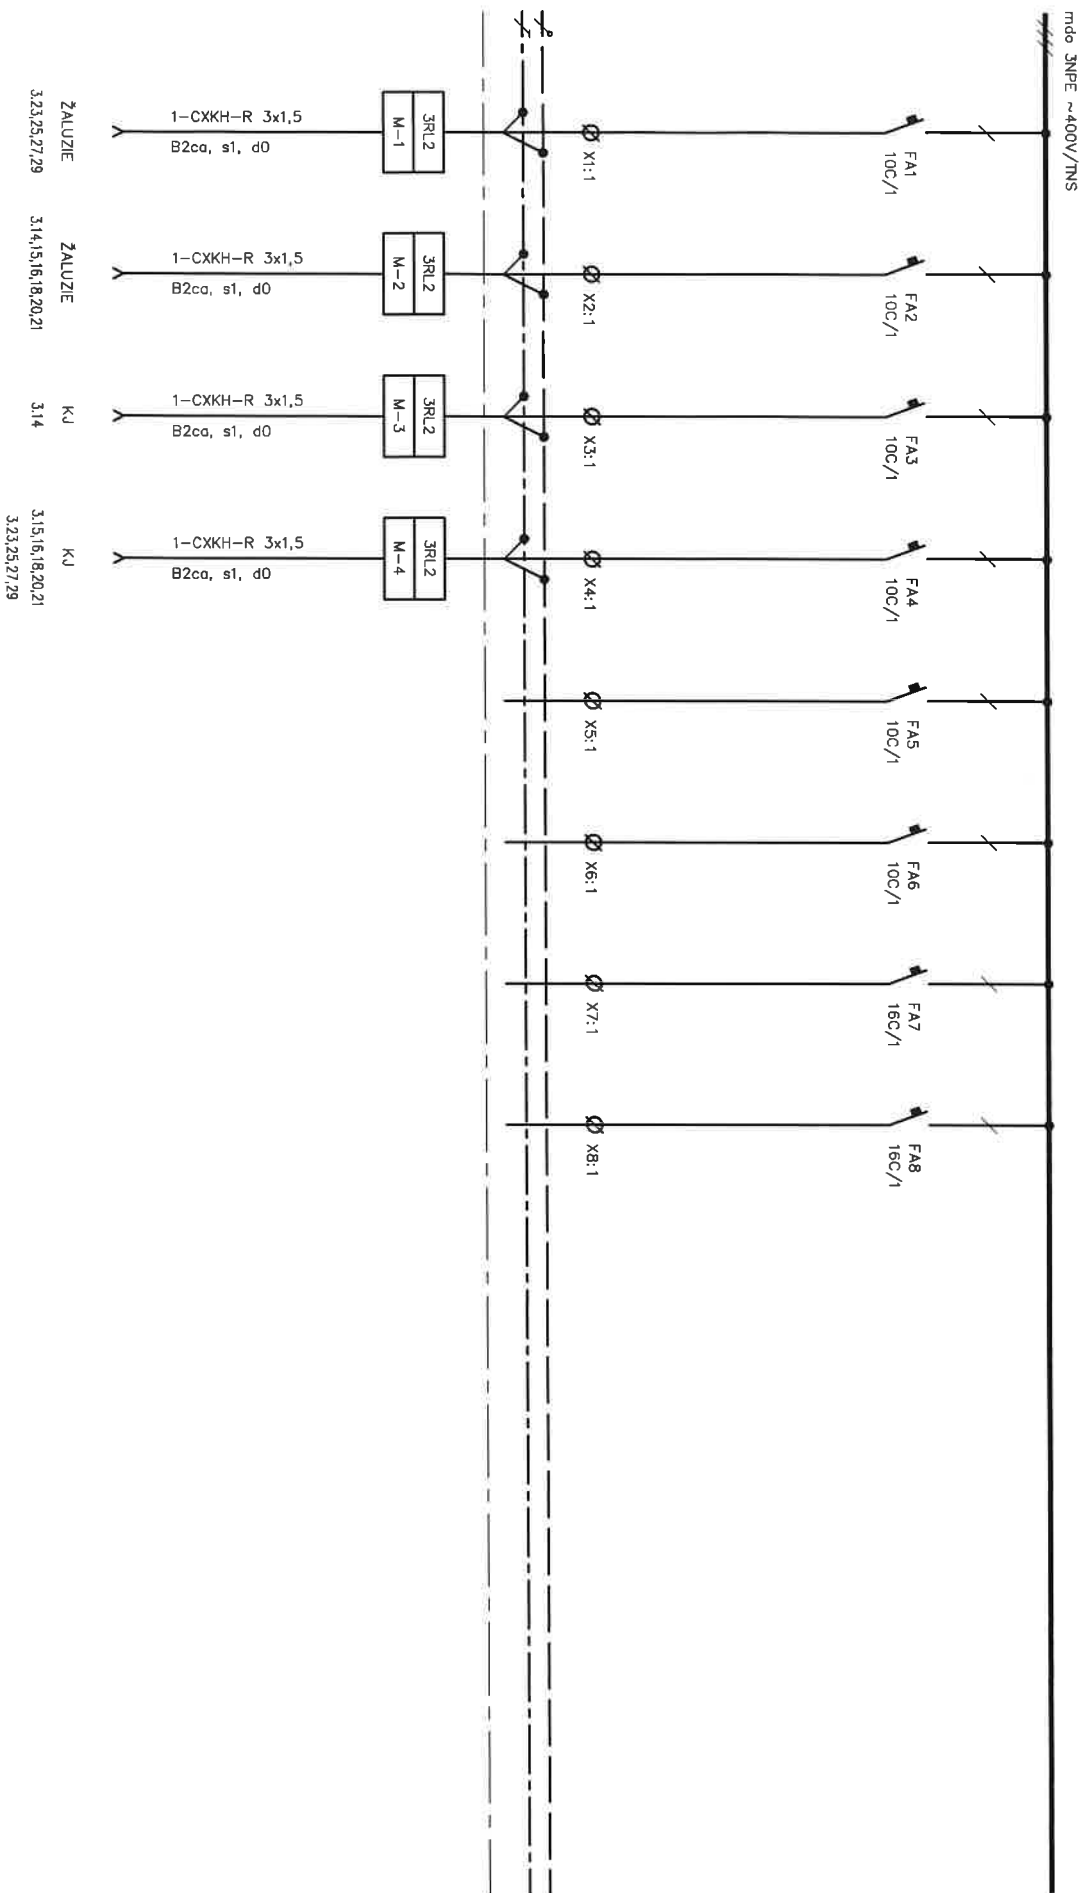 mdo 3NPE ~400V/TNS
FA1
10C/1
FA2
10C/1
FA3
10C/1
FA4
10C/1
FA5
10C/1
FA6
10C/1
FA7
16C/1
FA8
16C/1
X1:1
X2:1
X3:1
X4:1
X5:1
X6:1
X7:1
X8:1
3RL2
M-1
3RL2
M-2
3RL2
M-3
3RL2
M-4
1-CXKH-R 3x1,5
B2ca, s1, d0
1-CXKH-R 3x1,5
B2ca, s1, d0
1-CXKH-R 3x1,5
B2ca, s1, d0
1-CXKH-R 3x1,5
B2ca, s1, d0
ŽALUZIE
3.23,25,27,29
ŽALUZIE
3.14,15,16,18,20,21
KJ
3.14
KJ
3.15,16,18,20,21
3.23,25,27,29